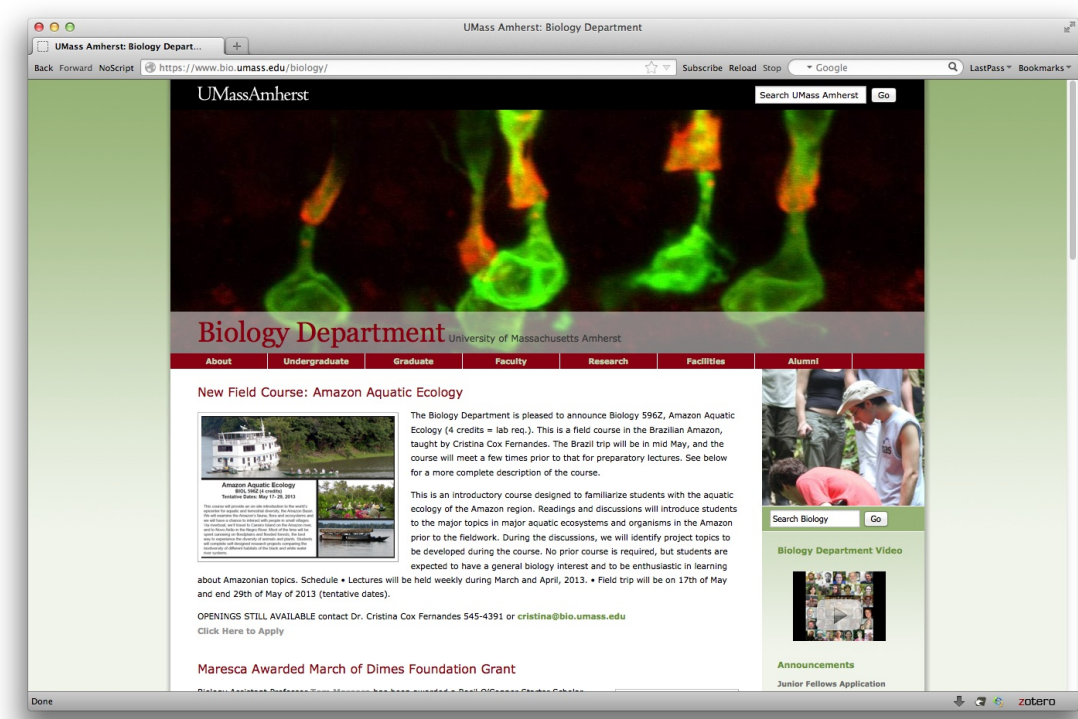 UMass Amherst: Biology Department
UMass Amherst: Biology Depart...
+
Back Forward NoScript https://www.bio.umass.edu/biology/ Subscribe Reload Stop Google LastPass Bookmarks
UMassAmherst
Search UMass Amherst Go
Biology Department University of Massachusetts Amherst
About Undergraduate Graduate Faculty Research Facilities Alumni
New Field Course: Amazon Aquatic Ecology
Amazon Aquatic Ecology
BIOL 596Z (4 credits)
Tentative Dates: May 17- 29, 2013
The Biology Department is pleased to announce Biology 596Z, Amazon Aquatic
Ecology (4 credits = lab req.). This is a field course in the Brazilian Amazon,
taught by Cristina Cox Fernandes. The Brazil trip will be in mid May, and the
course will meet a few times prior to that for preparatory lectures. See below
for a more complete description of the course.
This is an introductory course designed to familiarize students with the aquatic
ecology of the Amazon region. Readings and discussions will introduce students
to the major topics in major aquatic ecosystems and organisms in the Amazon
prior to the fieldwork. During the discussions, we will identify project topics to
be developed during the course. No prior course is required, but students are
expected to have a general biology interest and to be enthusiastic in learning
about Amazonian topics. Schedule • Lectures will be held weekly during March and April, 2013. • Field trip will be on 17th of May
and end 29th of May of 2013 (tentative dates).
OPENINGS STILL AVAILABLE contact Dr. Cristina Cox Fernandes 545-4391 or cristina@bio.umass.edu
Click Here to Apply
Maresca Awarded March of Dimes Foundation Grant
Search Biology Go
Biology Department Video
Announcements
Junior Fellows Application
Done
zotero